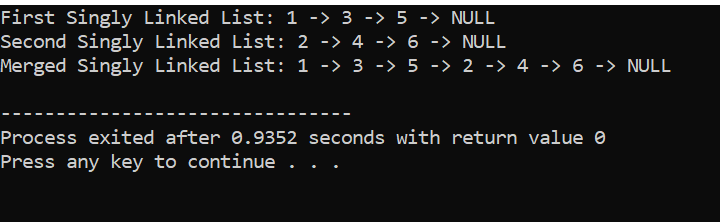 First Singly Linked List: 1 -> 3 -> 5 -> NULL
Second Singly Linked List: 2 -> 4 -> 6 -> NULL
Merged Singly Linked List: 1 -> 3 -> 5 -> 2 -> 4 -> 6 -> NULL
--------------------------------
Process exited after 0.9352 seconds with return value 0
Press any key to continue . . .